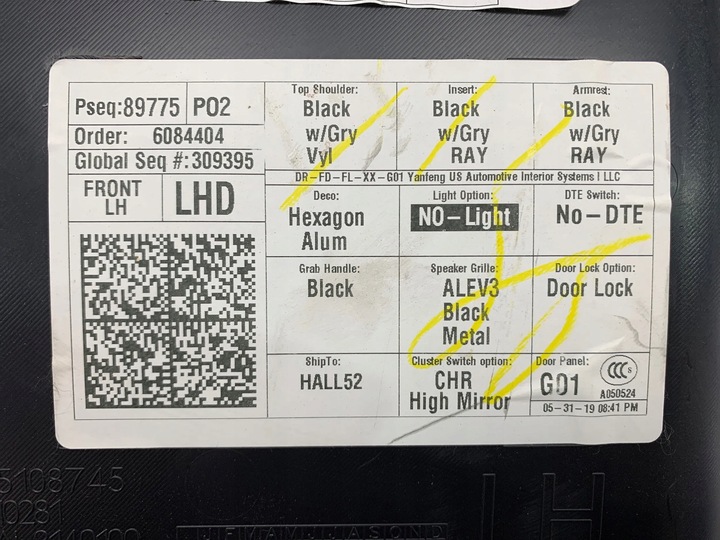 Pseq:89775 PO2
Order: 6084404
Global Seq #: 309395
FRONT
LH
LHD
Top Shoulder:
Black
w/Gry
Vyl
Insert:
Black
w/Gry
RAY
Armrest:
Black
w/Gry
RAY
DR-FD-FL-XX-G01 Yanfeng US Automotive Interior Systems I LLC
Deco:
Hexagon
Alum
Light Option:
NO-Light
DTE Switch:
No-DTE
Grab Handle:
Black
Speaker Grille:
ALEV3
Black
Metal
Door Lock Option:
Door Lock
ShipTo:
HALL52
Cluster Switch option:
CHR
High Mirror
Door Panel:
G01
CCC S
A050524
05-31-19 08:41 PM
5108745
10281
LH
J F M A M J J A S O N D